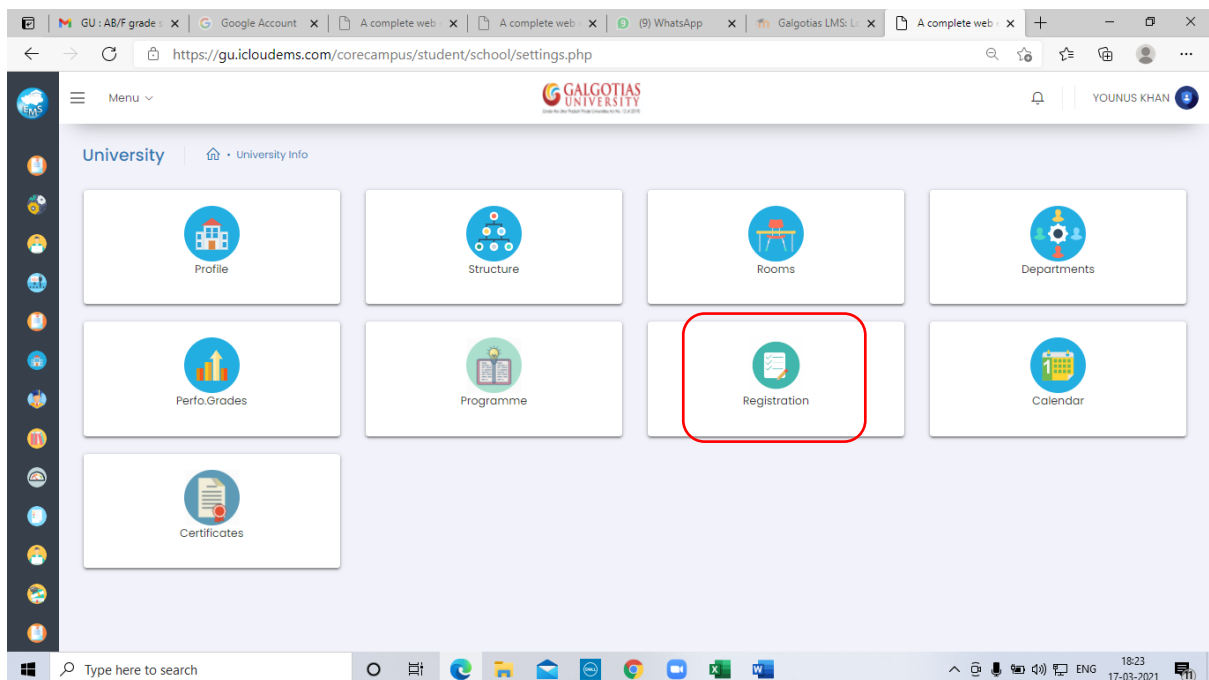 GU : AB/F grade s
Google Account
A complete web
A complete web
(9) WhatsApp
Galgotias LMS: Lo
A complete web
https://gu.icloudems.com/corecampus/student/school/settings.php
EMS
Menu
GALGOTIAS
UNIVERSITY
YOUNUS KHAN
University
• University Info
Profile
Structure
Rooms
Departments
Perfo.Grades
Programme
Registration
Calendar
Certificates
Type here to search
ENG
18:23
17-03-2021